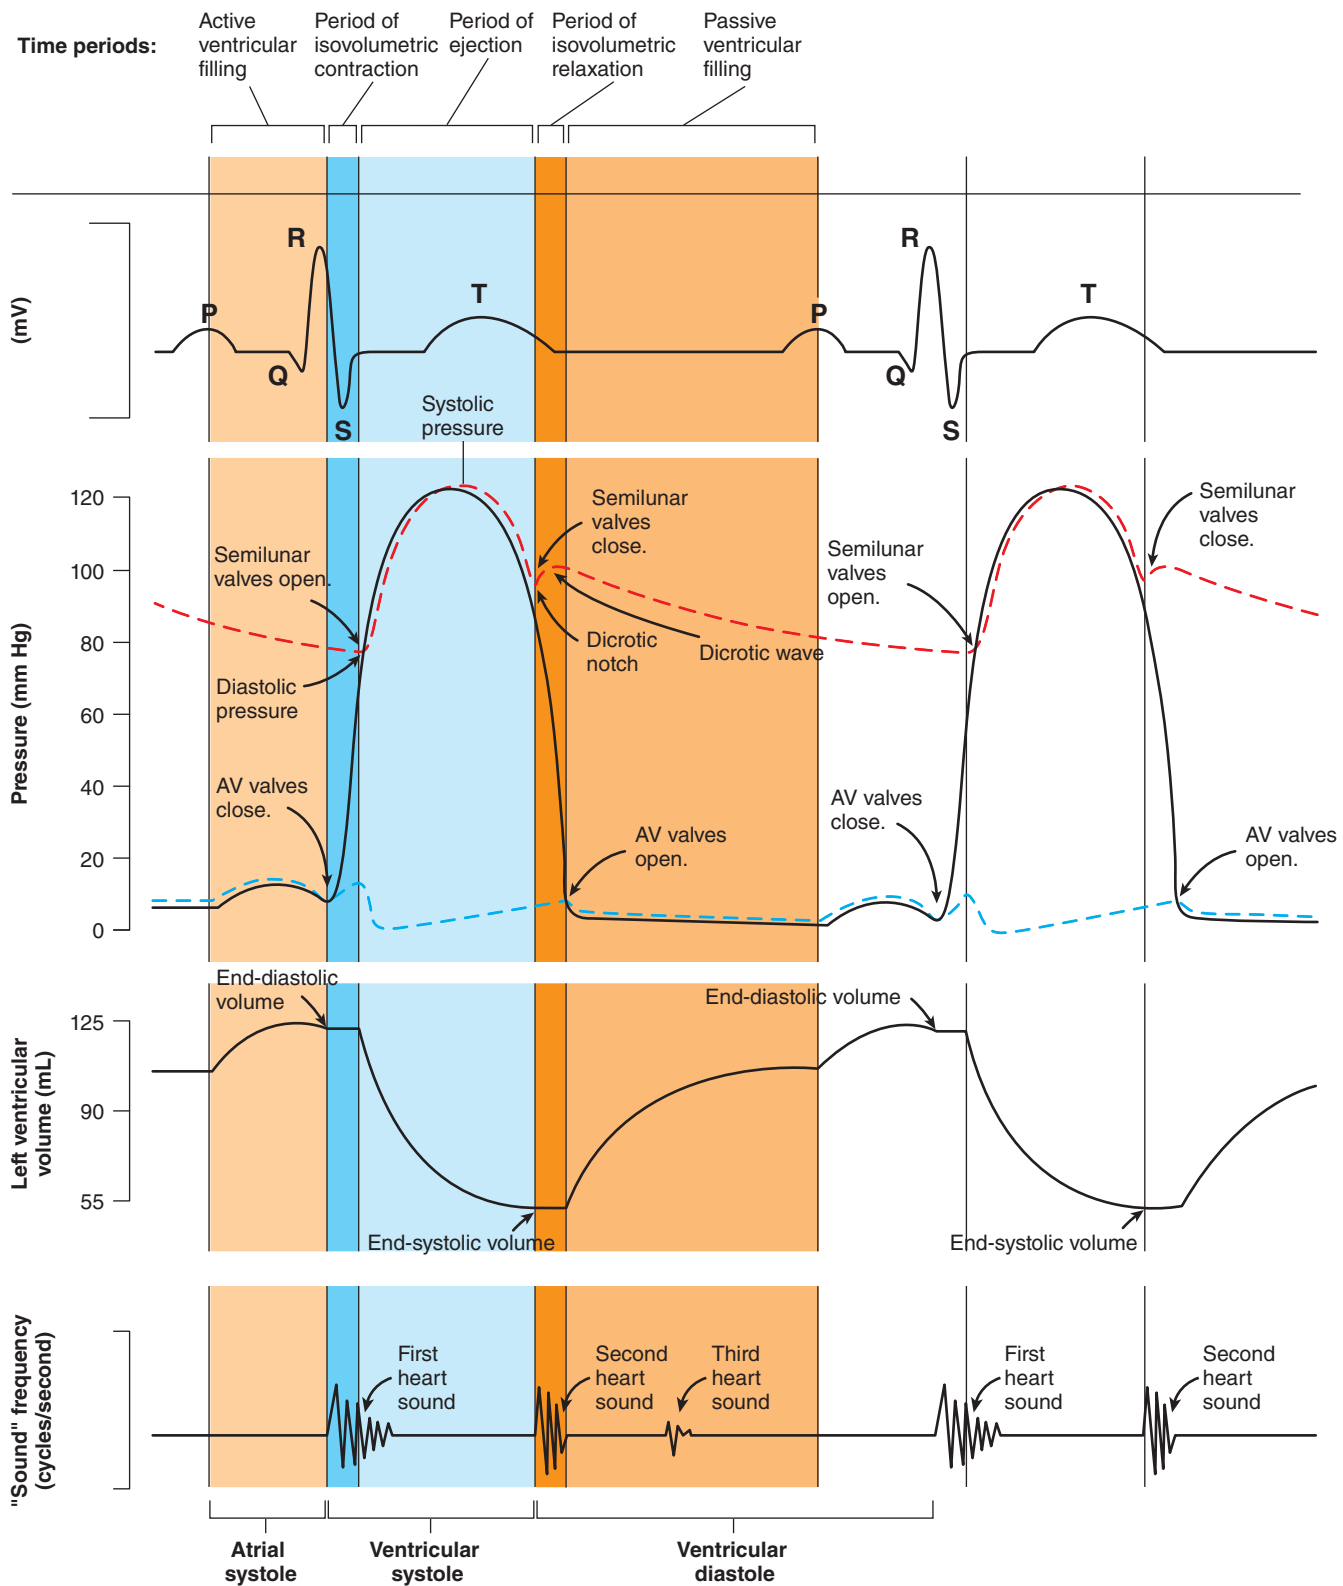 Time periods:
Active
ventricular
filling
Period of
isovolumetric
contraction
Period of
ejection
Period of
isovolumetric
relaxation
Passive
ventricular
filling
(mV)
P
Q
R
S
T
P
Q
R
S
T
Pressure (mm Hg)
120
100
80
60
40
20
0
Systolic
pressure
Semilunar
valves open.
Diastolic
pressure
AV valves
close.
Semilunar
valves
close.
Dicrotic
notch
Dicrotic wave
AV valves
open.
Semilunar
valves
open.
AV valves
close.
Semilunar
valves
close.
AV valves
open.
Left ventricular
volume (mL)
125
90
55
End-diastolic
volume
End-systolic volume
End-diastolic volume
End-systolic volume
"Sound" frequency
(cycles/second)
First
heart
sound
Second
heart
sound
Third
heart
sound
First
heart
sound
Second
heart
sound
Atrial
systole
Ventricular
systole
Ventricular
diastole